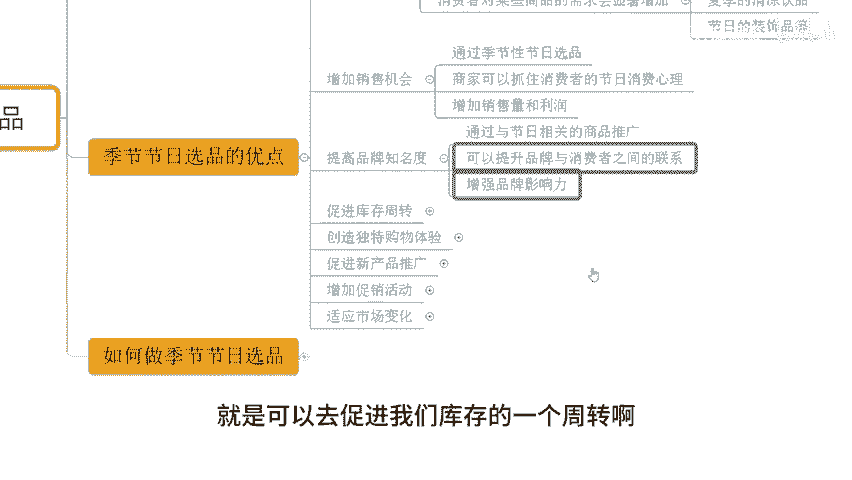 消费者对某些商品的需求会显著增加
夏季的清凉饮品
节日的装饰品等
品
季节节日选品的优点
增加销售机会
通过季节性节日选品
商家可以抓住消费者的节日消费心理
增加销售量和利润
提高品牌知名度
通过与节日相关的商品推广
可以提升品牌与消费者之间的联系
增强品牌影响力
促进库存周转
创造独特购物体验
促进新产品推广
增加促销活动
适应市场变化
如何做季节节日选品
就是可以去促进我们库存的一个周转啊